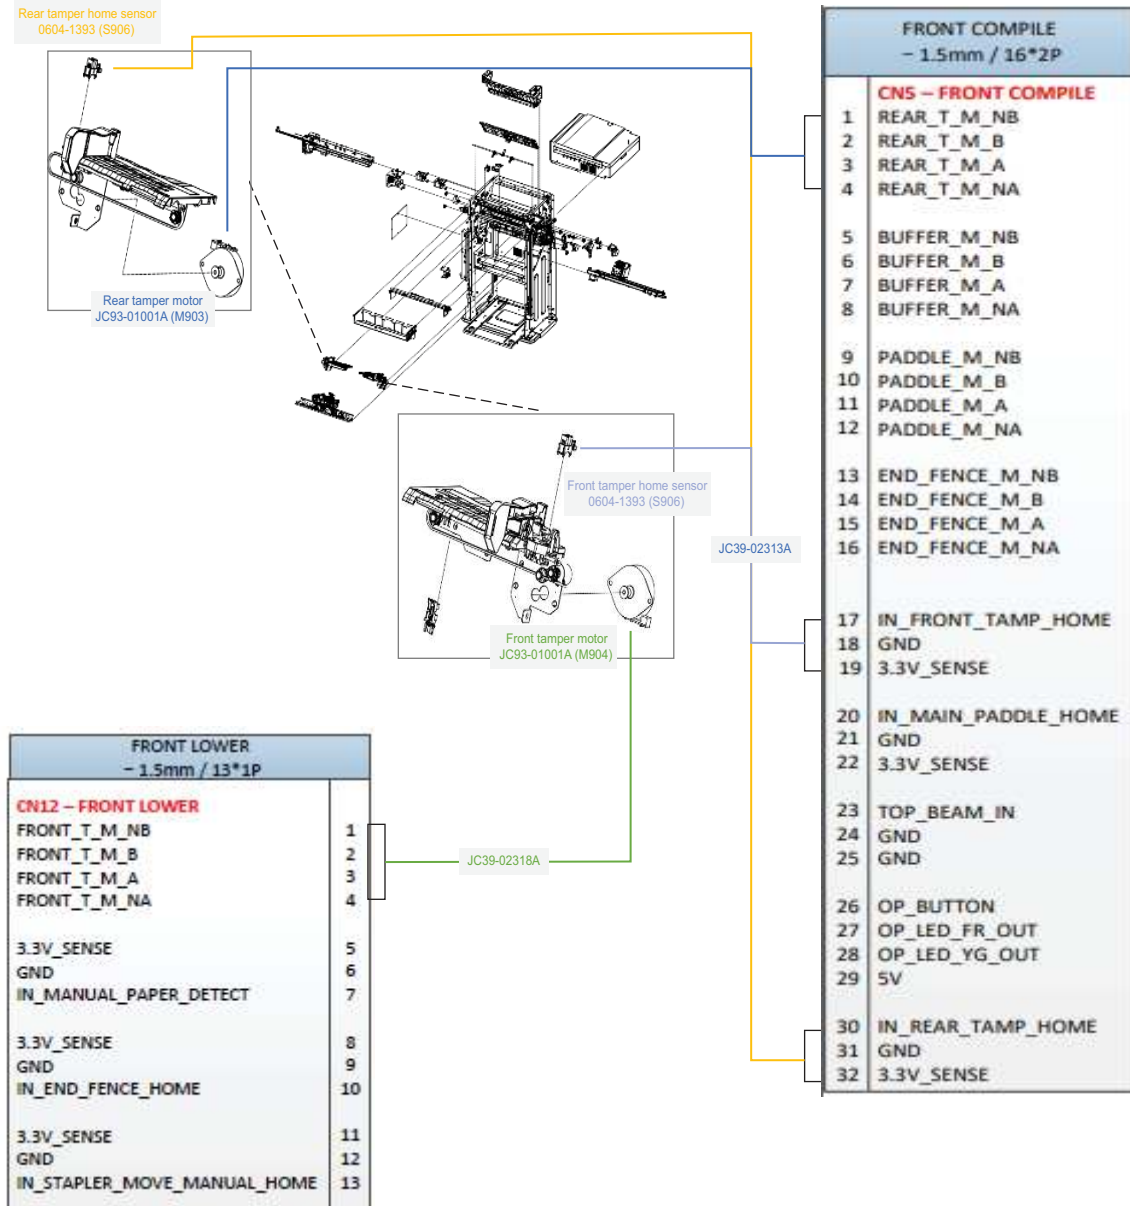 Rear tamper home sensor
0604-1393 (S906)
Rear tamper motor
JC93-01001A (M903)
Front tamper home sensor
0604-1393 (S906)
JC39-02313A
Front tamper motor
JC93-01001A (M904)
JC39-02318A
FRONT COMPILE
– 1.5mm / 16*2P
CN5 – FRONT COMPILE
1 REAR_T_M_NB
2 REAR_T_M_B
3 REAR_T_M_A
4 REAR_T_M_NA
5 BUFFER_M_NB
6 BUFFER_M_B
7 BUFFER_M_A
8 BUFFER_M_NA
9 PADDLE_M_NB
10 PADDLE_M_B
11 PADDLE_M_A
12 PADDLE_M_NA
13 END_FENCE_M_NB
14 END_FENCE_M_B
15 END_FENCE_M_A
16 END_FENCE_M_NA
17 IN_FRONT_TAMP_HOME
18 GND
19 3.3V_SENSE
20 IN_MAIN_PADDLE_HOME
21 GND
22 3.3V_SENSE
23 TOP_BEAM_IN
24 GND
25 GND
26 OP_BUTTON
27 OP_LED_FR_OUT
28 OP_LED_YG_OUT
29 5V
30 IN_REAR_TAMP_HOME
31 GND
32 3.3V_SENSE
FRONT LOWER
– 1.5mm / 13*1P
CN12 – FRONT LOWER
FRONT_T_M_NB 1
FRONT_T_M_B 2
FRONT_T_M_A 3
FRONT_T_M_NA 4
3.3V_SENSE 5
GND 6
IN_MANUAL_PAPER_DETECT 7
3.3V_SENSE 8
GND 9
IN_END_FENCE_HOME 10
3.3V_SENSE 11
GND 12
IN_STAPLER_MOVE_MANUAL_HOME 13